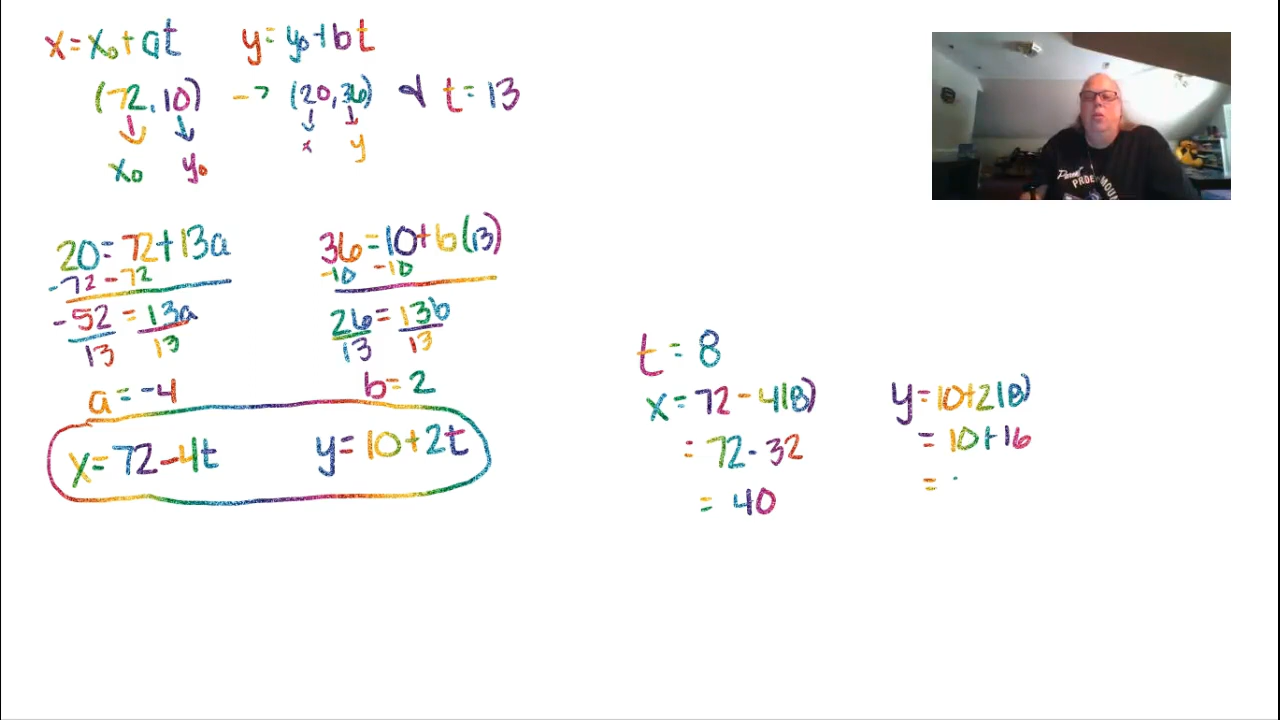 x=x₀+at y=y₀+bt
(72,10) → (20,36) & t=13
x₀ y₀ x y
20=72+13a 36=10+b(13)
-72 -72 -10 -10
-52 = 13a 26 = 13b
13 13 13 13
a=-4 b=2
x=72-4t y=10+2t
t=8
x=72-4(8) y=10+2(8)
=72-32 =10+16
=40 =